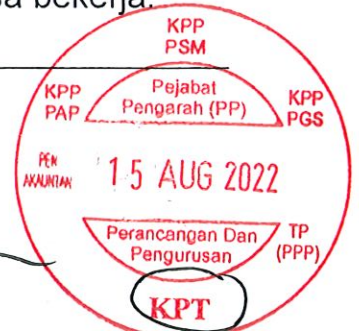 sa bekerja.
KPP
PSM
KPP
PAP
Pejabat
Pengarah (PP)
KPP
PGS
PEN
AKAUNTAN
15 AUG 2022
Perancangan Dan
Pengurusan
TP
(PPP)
KPT